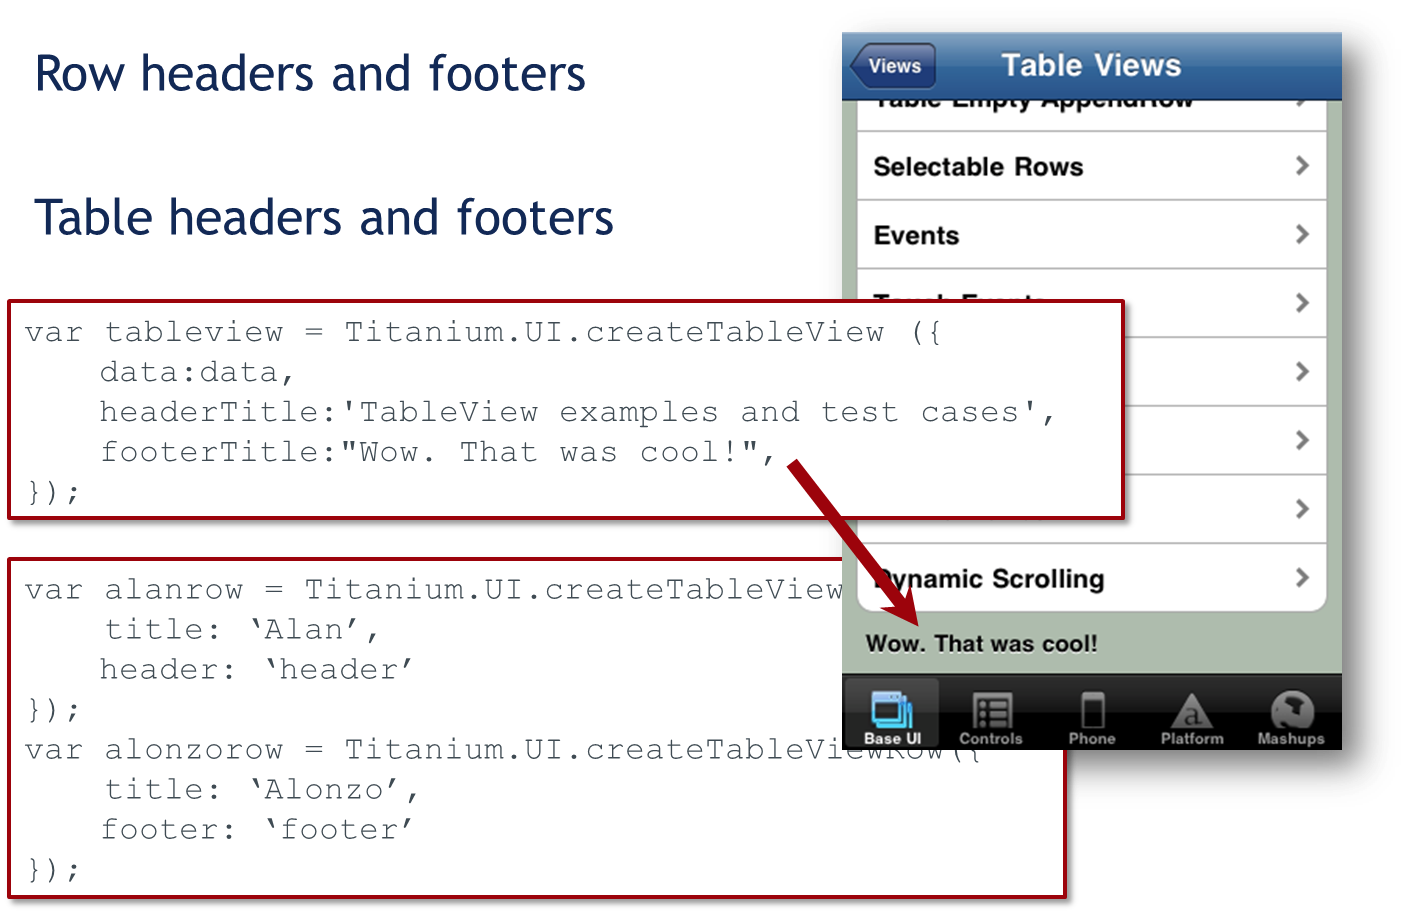 Row headers and footers
Table headers and footers
var tableview = Titanium.UI.createTableView ({
data:data,
headerTitle:'TableView examples and test cases',
footerTitle:"Wow. That was cool!",
});
var alanrow = Titanium.UI.createTableView
title: ‘Alan’,
header: ‘header’
});
var alonzorow = Titanium.UI.createTableViewRow({
title: ‘Alonzo’,
footer: ‘footer’
});
Views
Table Views
Table Empty AppendRow
Selectable Rows
Events
Touch Events
Dynamic Scrolling
Wow. That was cool!
Base UI Controls Phone Platform Mashups